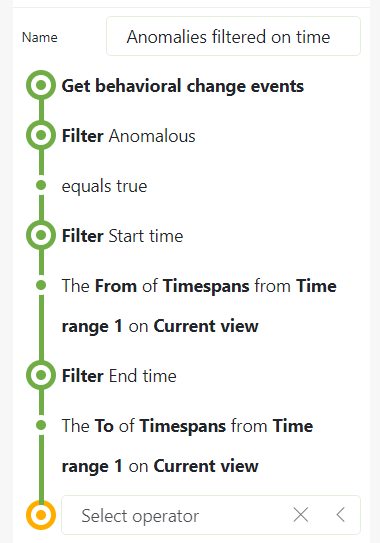 Name
Anomalies filtered on time
Get behavioral change events
Filter Anomalous
equals true
Filter Start time
The From of Timespans from Time
range 1 on Current view
Filter End time
The To of Timespans from Time
range 1 on Current view
Select operator